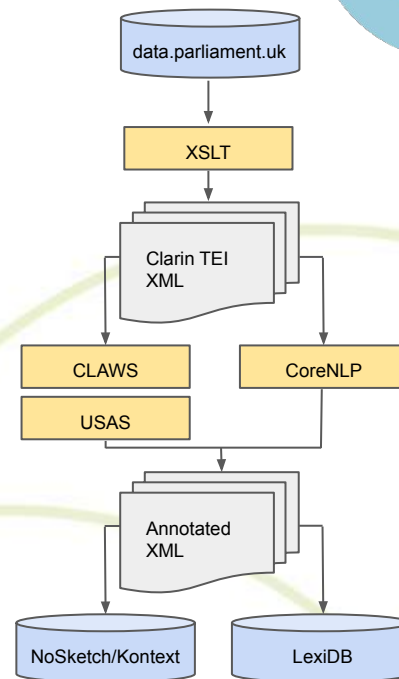 data.parliament.uk
XSLT
Clarin TEI
XML
CLAWS
CoreNLP
USAS
Annotated
XML
NoSketch/Kontext
LexiDB